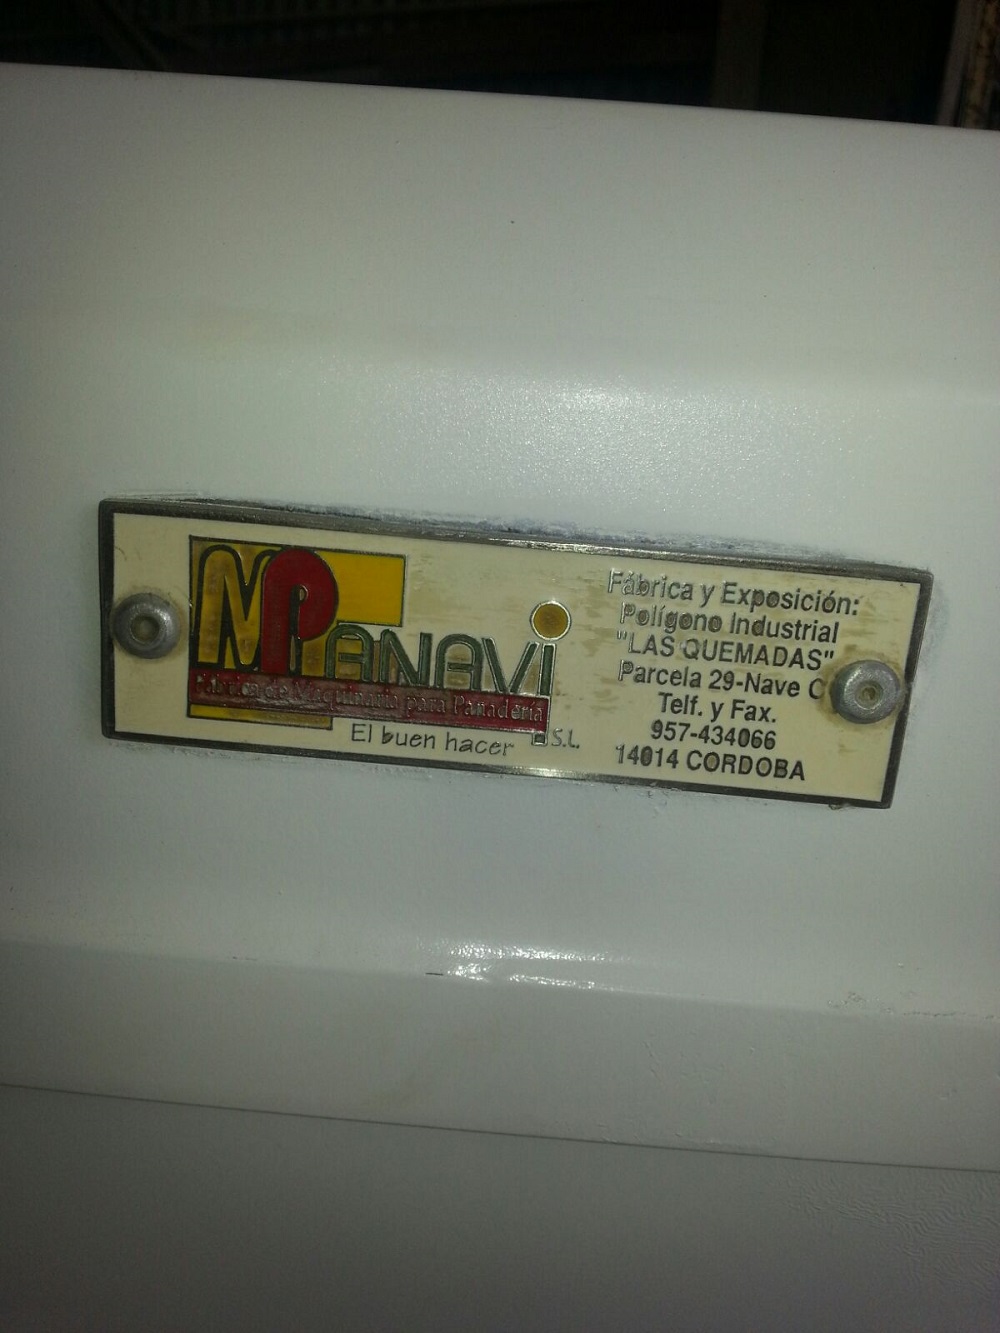 MPANAVI
Fábrica de Maquinaria para Panadería
S.L.
El buen hacer
Fábrica y Exposición:
Polígono Industrial
"LAS QUEMADAS"
Parcela 29-Nave C
Telf. y Fax.
957-434066
14014 CORDOBA